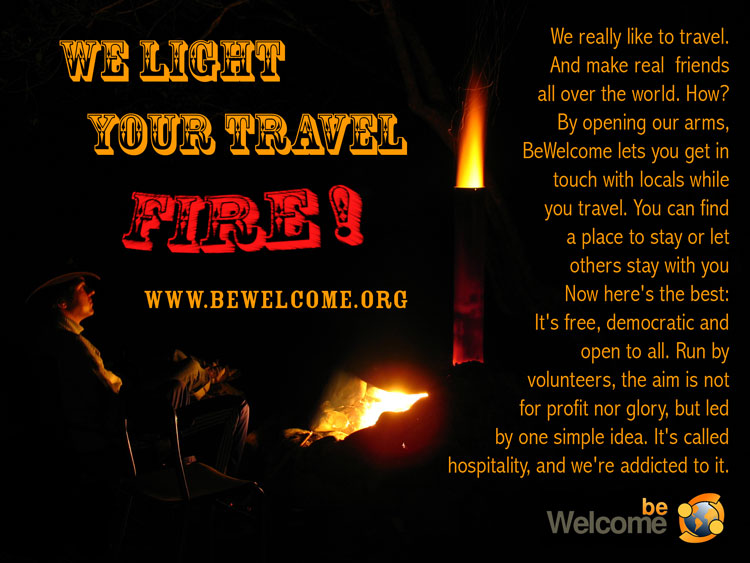 WE LIGHT
YOUR TRAVEL
FIRE!
WWW.BEWELCOME.ORG
We really like to travel.
And make real friends
all over the world. How?
By opening our arms,
BeWelcome lets you get in
touch with locals while
you travel. You can find
a place to stay or let
others stay with you
Now here's the best:
It's free, democratic and
open to all. Run by
volunteers, the aim is not
for profit nor glory, but led
by one simple idea. It's called
hospitality, and we're addicted to it.
be
Welcome